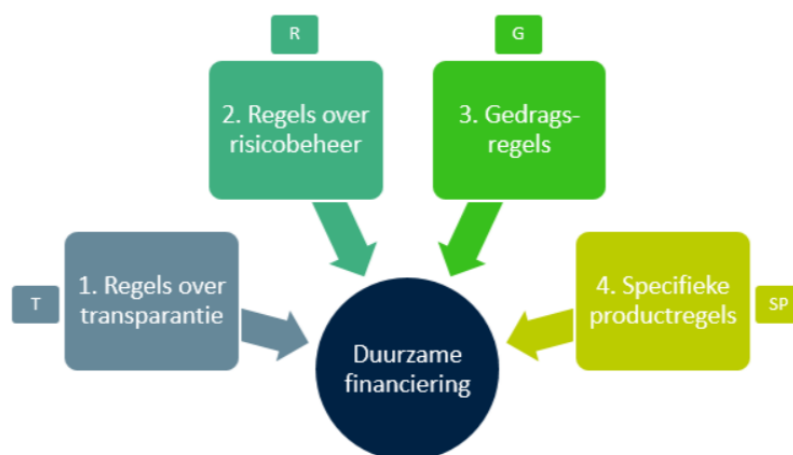 R
G
2. Regels over
risicobeheer
3. Gedrags-
regels
T
1. Regels over
transparantie
4. Specifieke
productregels
SP
Duurzame
financiering